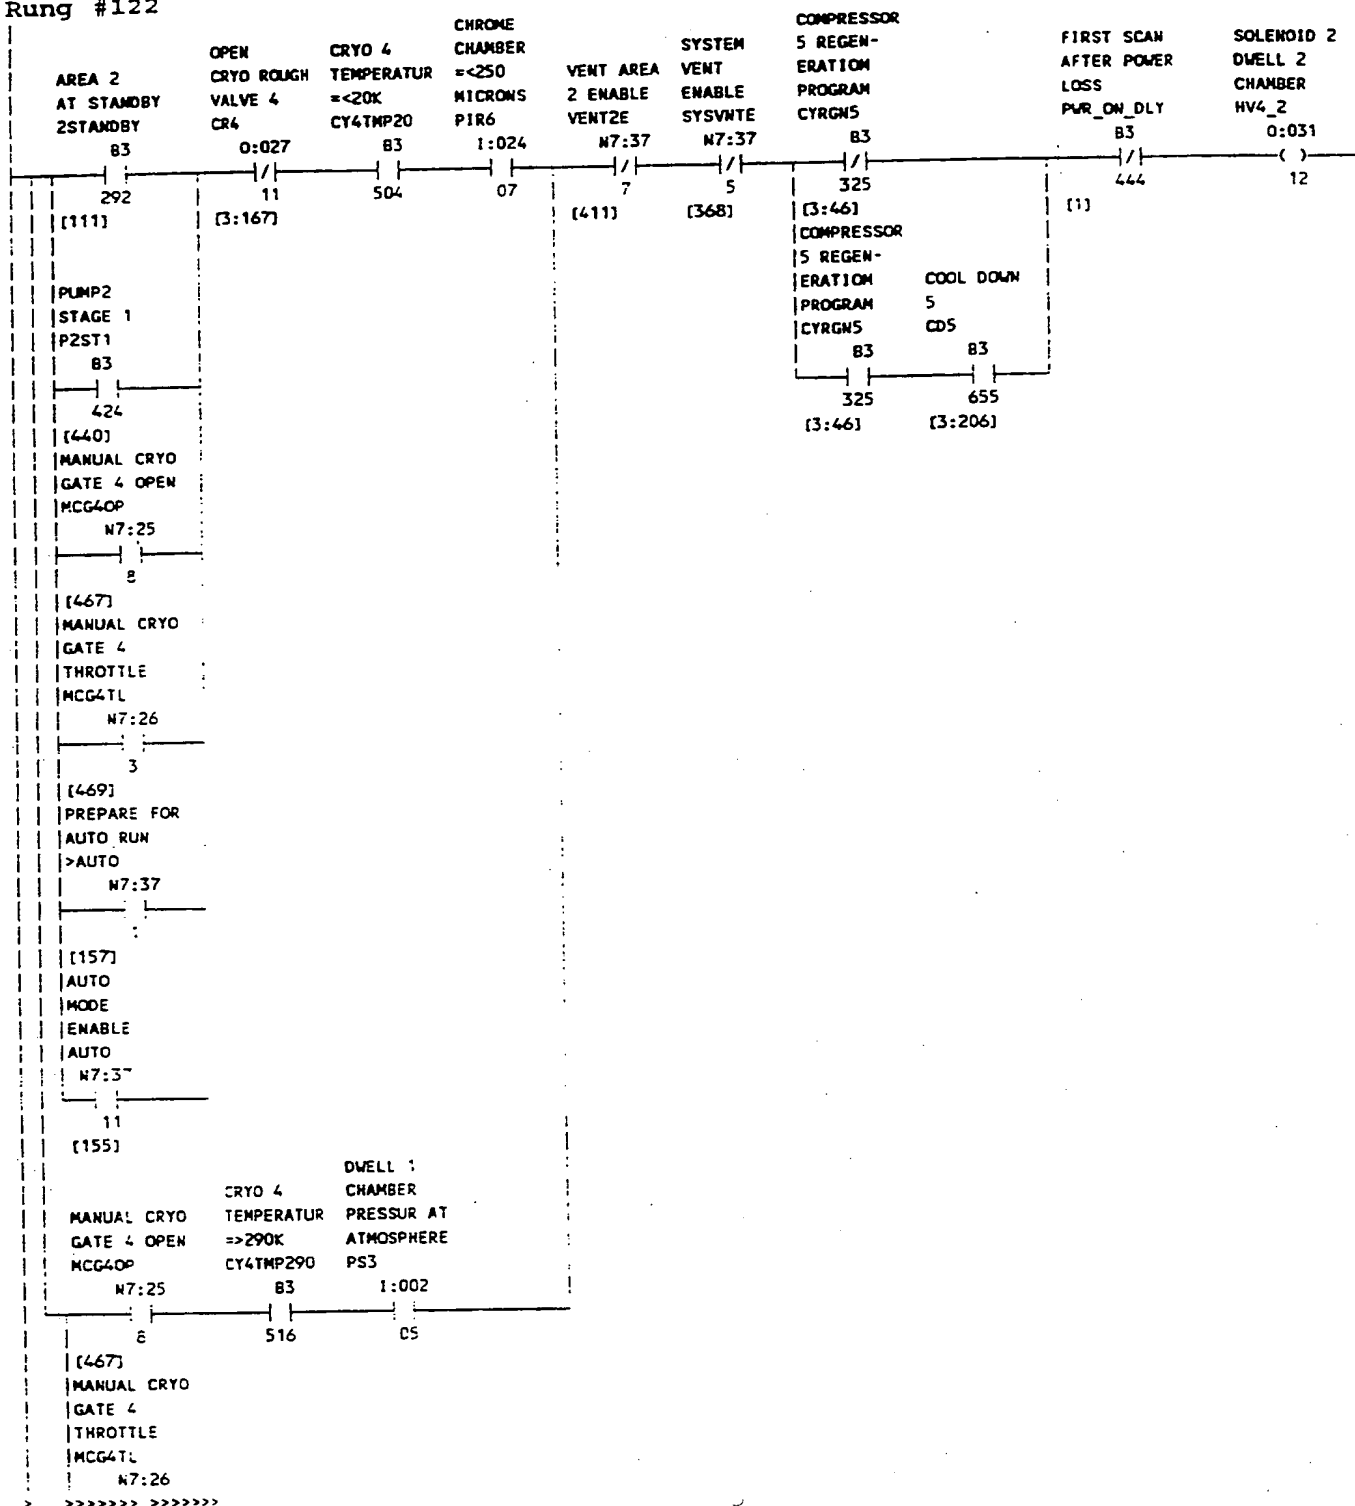 Rung #122
AREA 2
AT STANDBY
2STANDBY
B3
292
[111]
OPEN
CRYO ROUGH
VALVE 4
CR4
O:027
11
[3:167]
CRYO 4
TEMPERATUR
=<20K
CY4TMP20
B3
504
CHROME
CHAMBER
=<250
MICRONS
PIR6
I:024
07
VENT AREA
2 ENABLE
VENT2E
N7:37
7
[411]
SYSTEM
VENT
ENABLE
SYSVNTE
N7:37
5
[368]
COMPRESSOR
5 REGEN-
ERATION
PROGRAM
CYRGN5
B3
325
[3:46]
FIRST SCAN
AFTER POWER
LOSS
PWR_ON_DLY
B3
444
[1]
SOLENOID 2
DWELL 2
CHAMBER
HV4_2
O:031
12
COMPRESSOR
5 REGEN-
ERATION
PROGRAM
CYRGN5
B3
325
[3:46]
COOL DOWN
5
CD5
B3
655
[3:206]
PUMP2
STAGE 1
P2ST1
B3
424
[440]
MANUAL CRYO
GATE 4 OPEN
MCG4OP
N7:25
8
[467]
MANUAL CRYO
GATE 4
THROTTLE
MCG4TL
N7:26
3
[469]
PREPARE FOR
AUTO RUN
>AUTO
N7:37
[157]
AUTO
MODE
ENABLE
AUTO
N7:37
11
[155]
MANUAL CRYO
GATE 4 OPEN
MCG4OP
N7:25
8
[467]
CRYO 4
TEMPERATUR
=>290K
CY4TMP290
B3
516
DWELL 1
CHAMBER
PRESSUR AT
ATMOSPHERE
PS3
I:002
05
MANUAL CRYO
GATE 4
THROTTLE
MCG4TL
N7:26
> >>>>>>> >>>>>>>